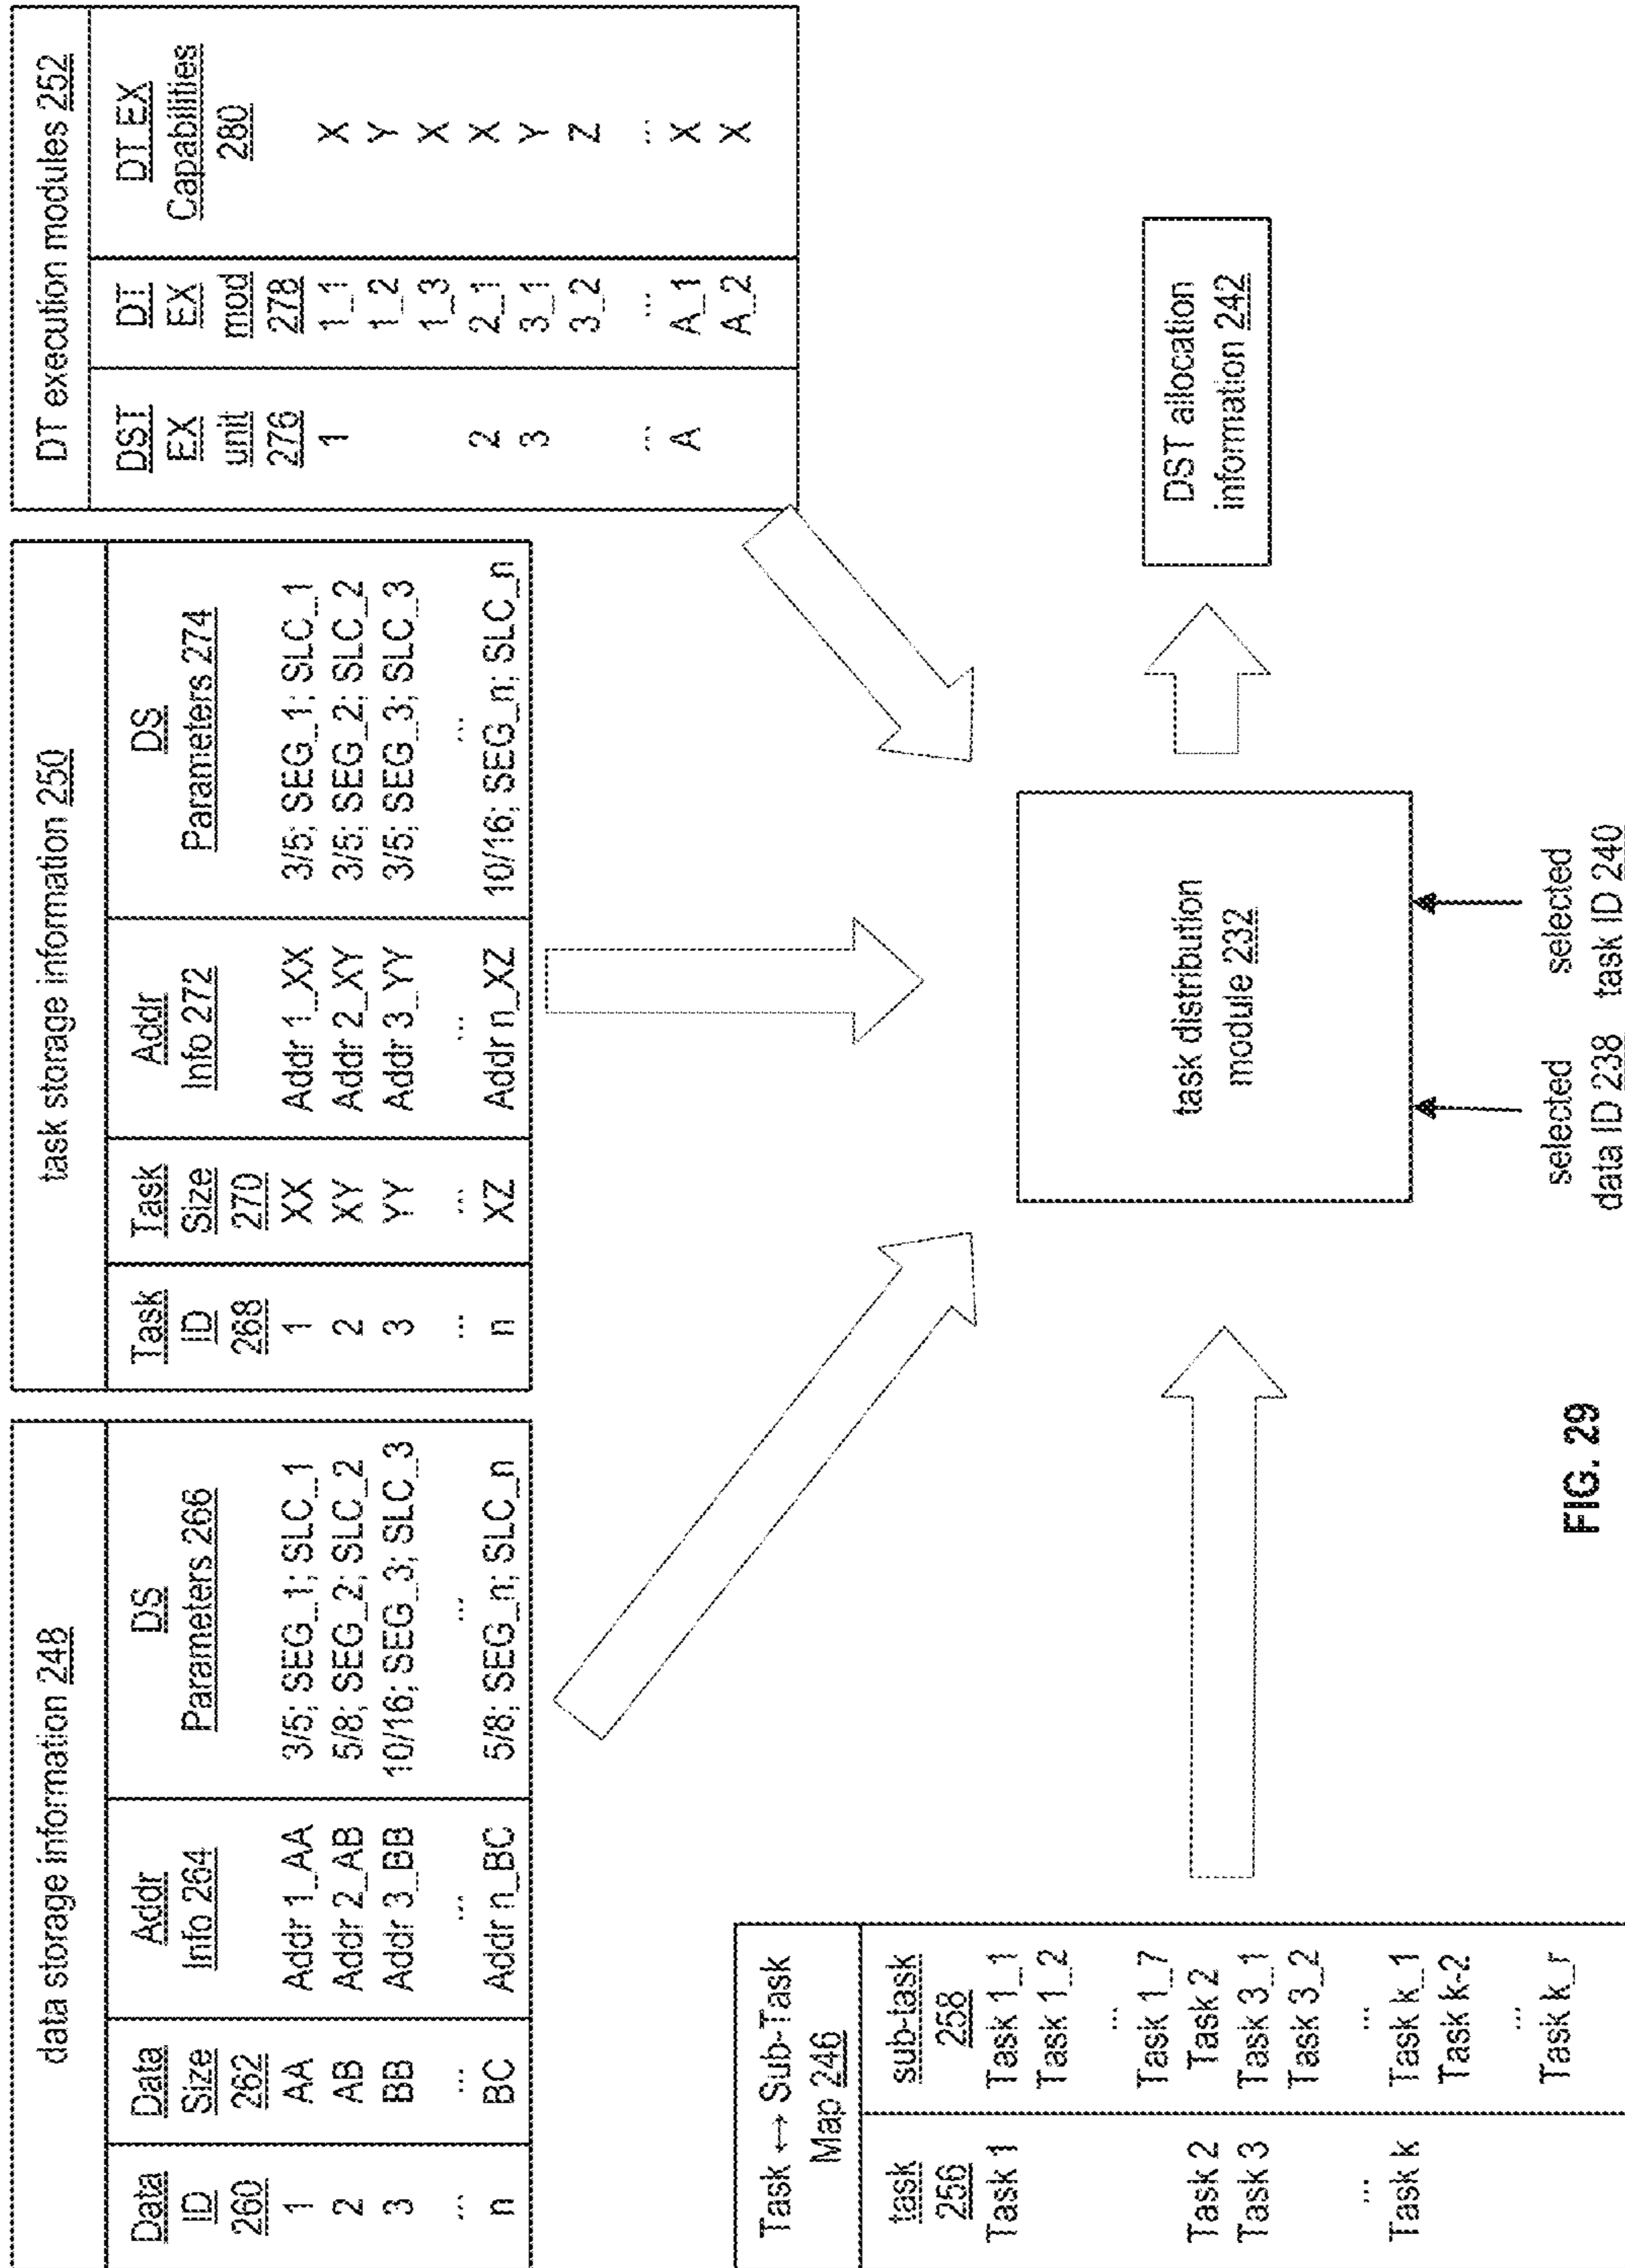 data storage information 248
Data ID 260 Data Size 262 Addr Info 264 DS Parameters 266
1 AA Addr 1_AA 3/5; SEG_1; SLC_1
2 AB Addr 2_AB 5/8; SEG_2; SLC_2
3 BB Addr 3_BB 10/16; SEG_3; SLC_3
... ... ... ...
n BC Addr n_BC 5/8; SEG_n; SLC_n
task storage information 250
Task ID 268 Task Size 270 Addr Info 272 DS Parameters 274
1 XX Addr 1_XX 3/5; SEG_1; SLC_1
2 XY Addr 2_XY 3/5; SEG_2; SLC_2
3 YY Addr 3_YY 3/5; SEG_3; SLC_3
... ... ... ...
n XZ Addr n_XZ 10/16; SEG_n; SLC_n
DT execution modules 252
DST EX unit 276 DT EX mod 278 DT EX Capabilities 280
1 1_1 X
1_2 Y
1_3 X
2 2_1 X
3 3_1 Y
3_2 Z
... ... ...
A A_1 X
A_2 X
Task ↔ Sub-Task
Map 246
task 256 sub-task 258
Task 1 Task 1_1
Task 1_2
...
Task 1_7
Task 2 Task 2
Task 3 Task 3_1
Task 3_2
... ...
Task k Task k_1
Task k-2
...
Task k_r
task distribution
module 232
DST allocation
information 242
selected
data ID 238
selected
task ID 240
FIG. 29